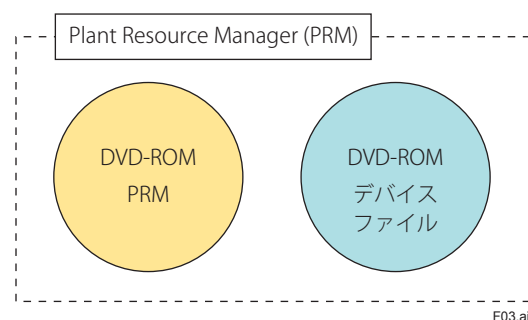 Plant Resource Manager (PRM)
DVD-ROM
PRM
DVD-ROM
デバイス
ファイル
F03.ai